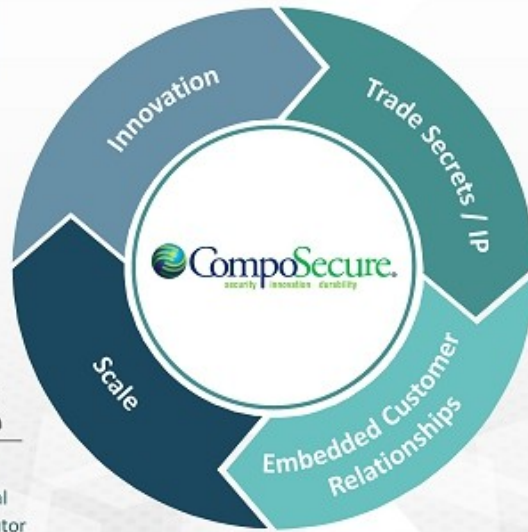 Innovation
Trade Secrets / IP
CompoSecure.
security innovation durability
Scale
Embedded Customer
Relationships